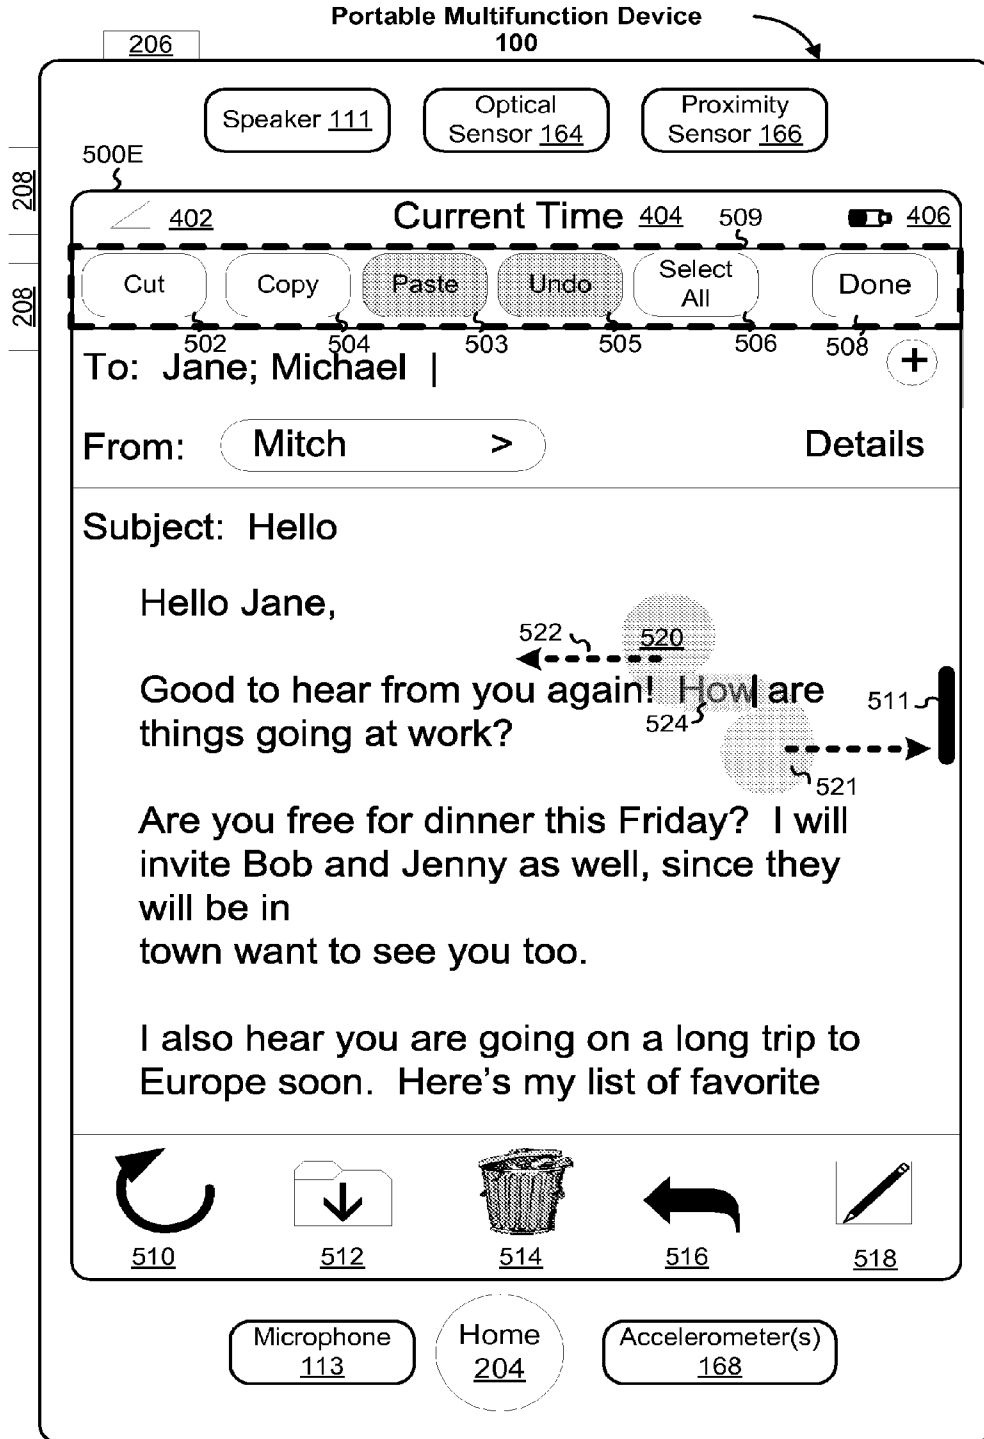 Portable Multifunction Device
100
206
Speaker 111
Optical
Sensor 164
Proximity
Sensor 166
500E
208
208
402
Current Time 404
509
406
Cut
Copy
Paste
Undo
Select
All
Done
502
504
503
505
506
508
To: Jane; Michael |
+
From:
Mitch >
Details
Subject: Hello
Hello Jane,
522
520
Good to hear from you again! How are
511
524
things going at work?
521
Are you free for dinner this Friday? I will
invite Bob and Jenny as well, since they
will be in
town want to see you too.
I also hear you are going on a long trip to
Europe soon. Here's my list of favorite
510
512
514
516
518
Microphone
113
Home
204
Accelerometer(s)
168